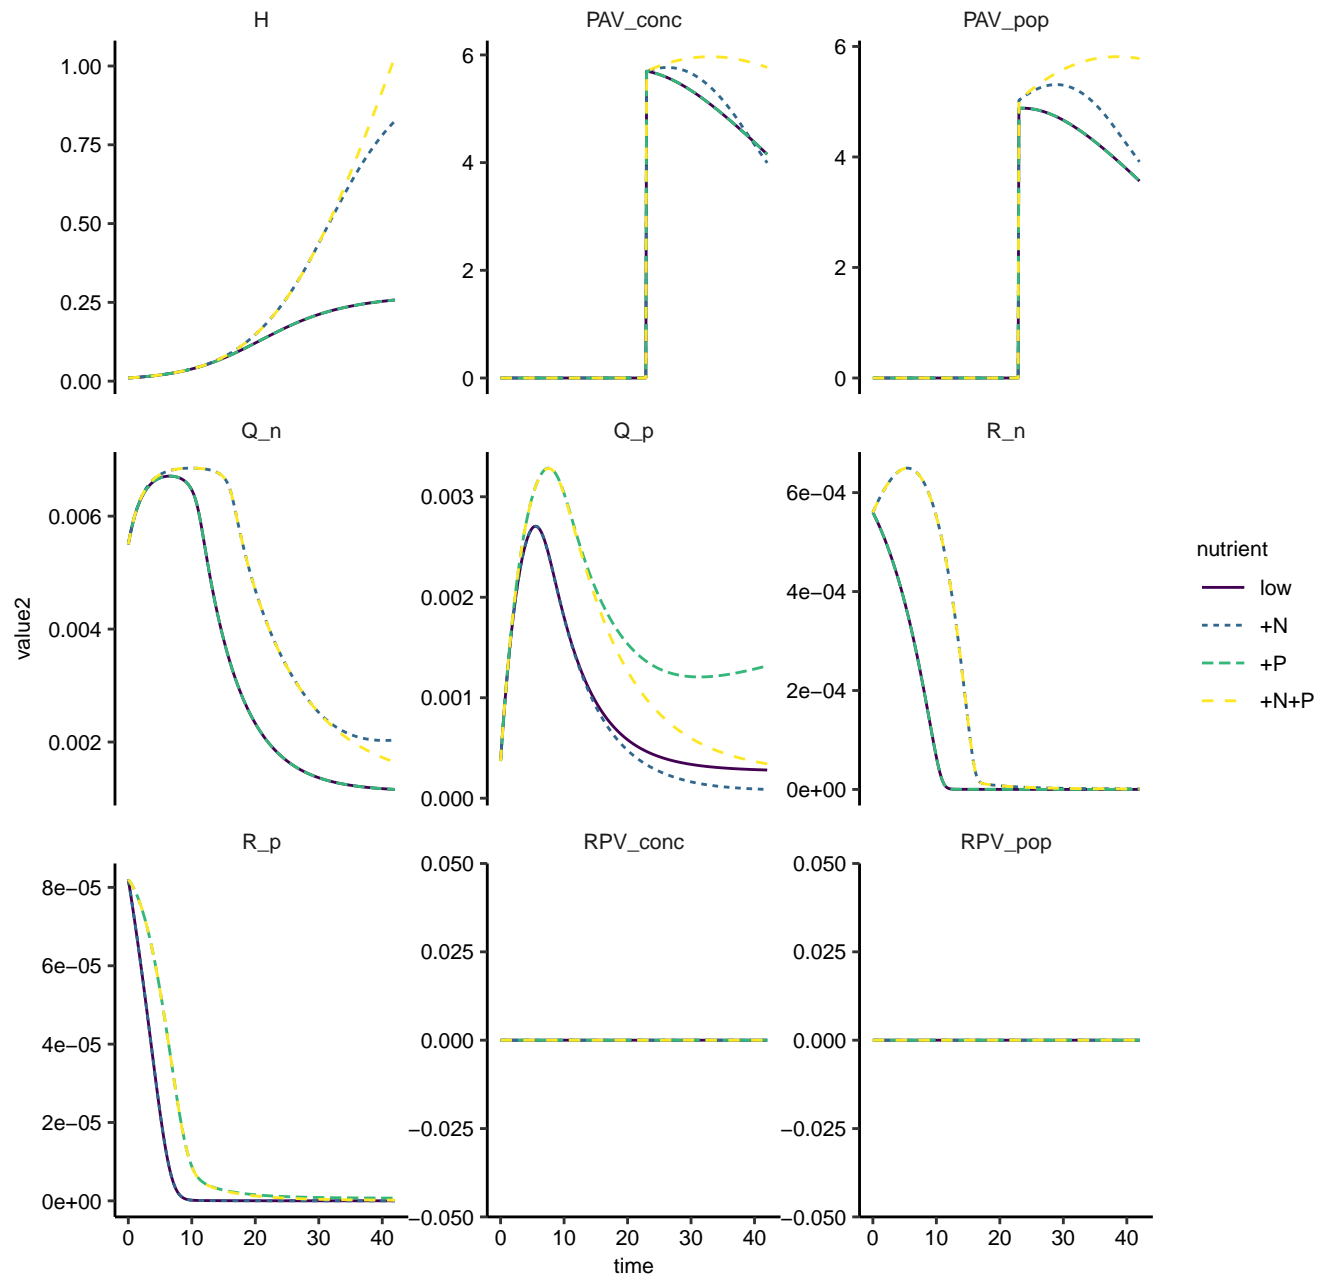 H
PAV_conc
PAV_pop
1.00
0.75
0.50
0.25
0.00
6
4
2
0
6
4
2
0
Q_n
Q_p
R_n
0.006
0.004
0.002
0.003
0.002
0.001
0.000
6e−04
4e−04
2e−04
0e+00
R_p
RPV_conc
RPV_pop
8e−05
6e−05
4e−05
2e−05
0e+00
0.050
0.025
0.000
−0.025
−0.050
0.050
0.025
0.000
−0.025
−0.050
0 10 20 30 40
0 10 20 30 40
0 10 20 30 40
time
value2
nutrient
low
+N
+P
+N+P